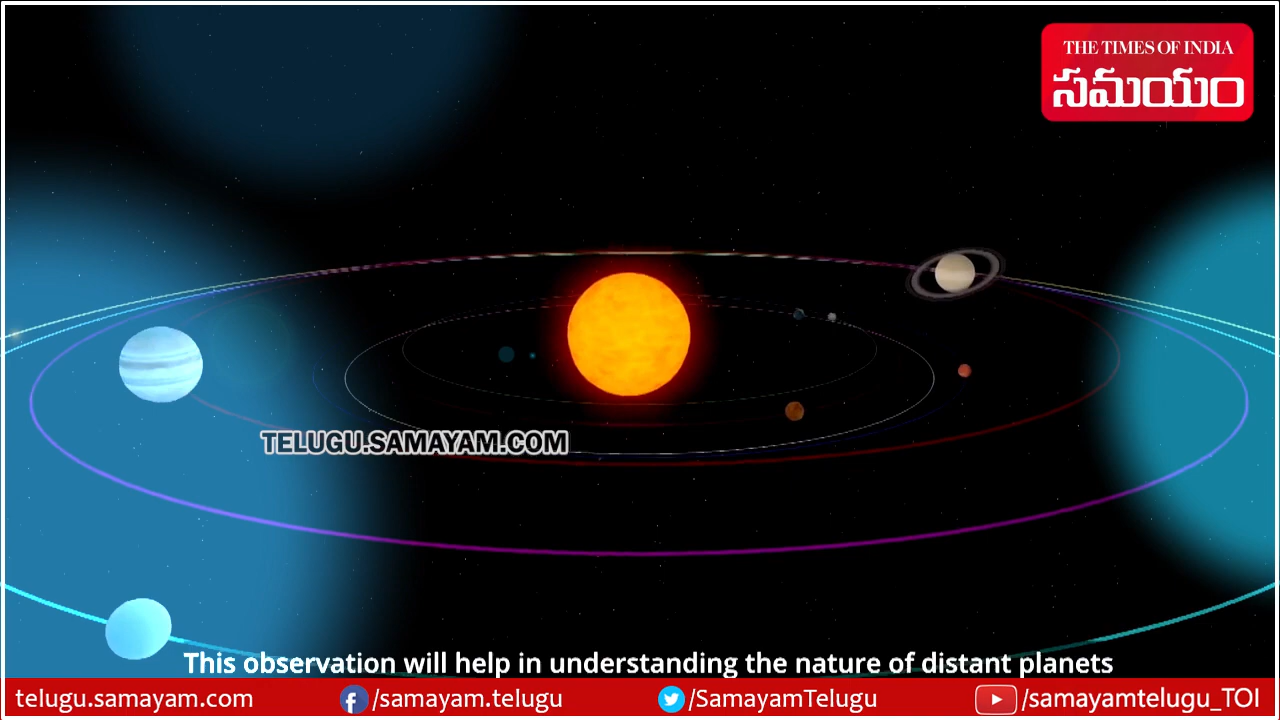 THE TIMES OF INDIA
సమయం
TELUGU.SAMAYAM.COM
This observation will help in understanding the nature of distant planets
telugu.samayam.com
/samayam.telugu
/SamayamTelugu
/samayamtelugu_TOI